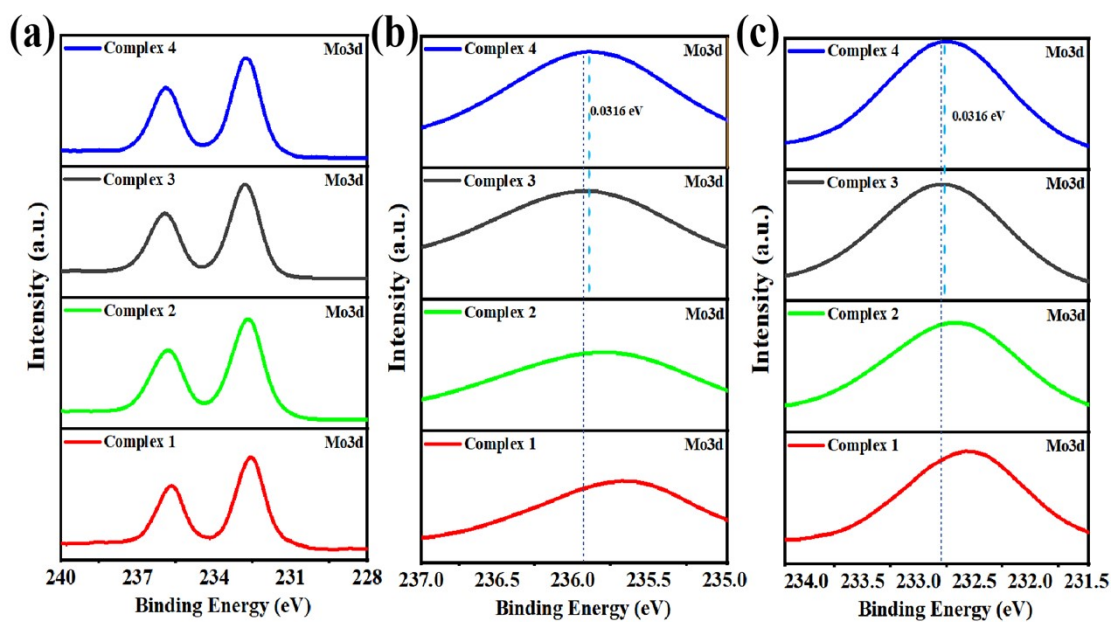 (a)
Complex 4
Mo3d
Complex 3
Mo3d
Complex 2
Mo3d
Complex 1
Mo3d
Intensity (a.u.)
240 237 234 231 228
Binding Energy (eV)
(b)
Complex 4
Mo3d
0.0316 eV
Complex 3
Mo3d
Complex 2
Mo3d
Complex 1
Mo3d
Intensity (a.u.)
237.0 236.5 236.0 235.5 235.0
Binding Energy (eV)
(c)
Complex 4
Mo3d
0.0316 eV
Complex 3
Mo3d
Complex 2
Mo3d
Complex 1
Mo3d
Intensity (a.u.)
234.0 233.5 233.0 232.5 232.0 231.5
Binding Energy (eV)